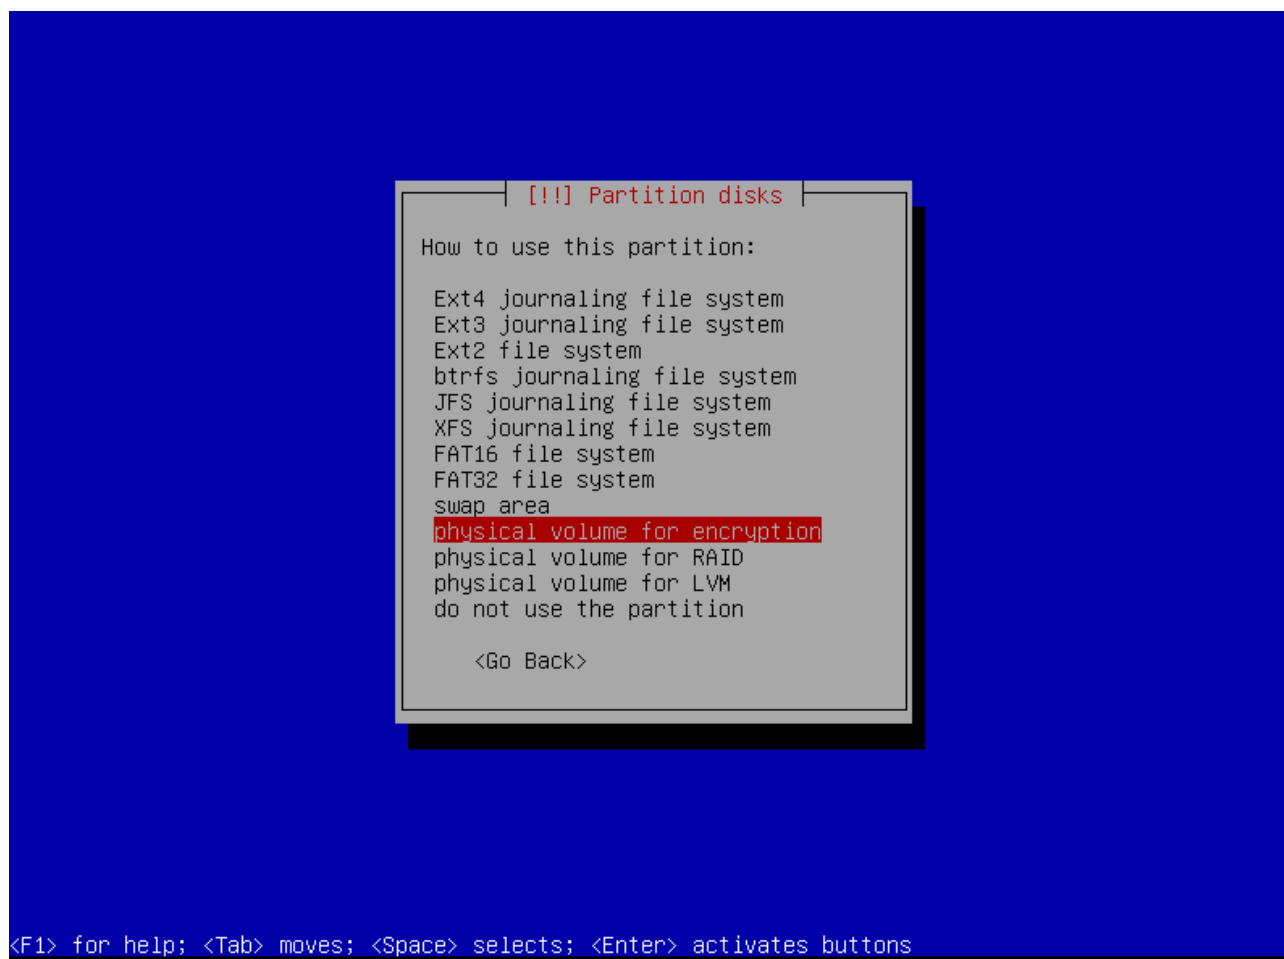 [!!] Partition disks
How to use this partition:
Ext4 journaling file system
Ext3 journaling file system
Ext2 file system
btrfs journaling file system
JFS journaling file system
XFS journaling file system
FAT16 file system
FAT32 file system
swap area
physical volume for encryption
physical volume for RAID
physical volume for LVM
do not use the partition
<Go Back>
<F1> for help; <Tab> moves; <Space> selects; <Enter> activates buttons